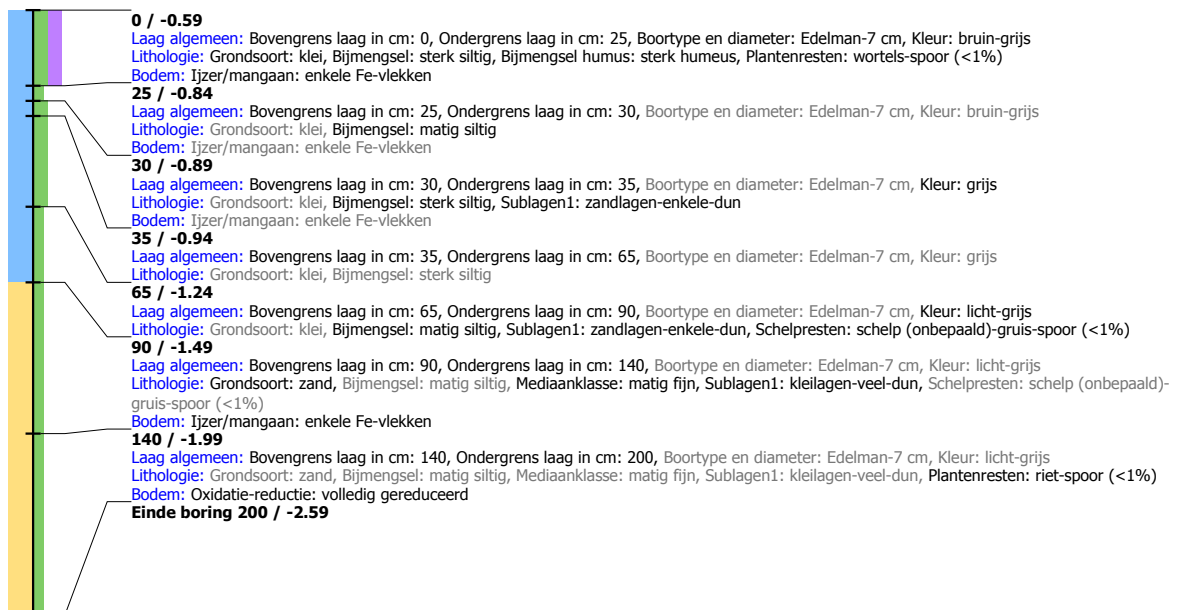 0 / -0.59
Laag algemeen: Bovengrens laag in cm: 0, Ondergrens laag in cm: 25, Boortype en diameter: Edelman-7 cm, Kleur: bruin-grijs
Lithologie: Grondsoort: klei, Bijmengsel: sterk siltig, Bijmengsel humus: sterk humeus, Plantenresten: wortels-spoor (<1%)
Bodem: Ijzer/mangaan: enkele Fe-vlekken
25 / -0.84
Laag algemeen: Bovengrens laag in cm: 25, Ondergrens laag in cm: 30, Boortype en diameter: Edelman-7 cm, Kleur: bruin-grijs
Lithologie: Grondsoort: klei, Bijmengsel: matig siltig
Bodem: Ijzer/mangaan: enkele Fe-vlekken
30 / -0.89
Laag algemeen: Bovengrens laag in cm: 30, Ondergrens laag in cm: 35, Boortype en diameter: Edelman-7 cm, Kleur: grijs
Lithologie: Grondsoort: klei, Bijmengsel: sterk siltig, Sublagen1: zandlagen-enkele-dun
Bodem: Ijzer/mangaan: enkele Fe-vlekken
35 / -0.94
Laag algemeen: Bovengrens laag in cm: 35, Ondergrens laag in cm: 65, Boortype en diameter: Edelman-7 cm, Kleur: grijs
Lithologie: Grondsoort: klei, Bijmengsel: sterk siltig
65 / -1.24
Laag algemeen: Bovengrens laag in cm: 65, Ondergrens laag in cm: 90, Boortype en diameter: Edelman-7 cm, Kleur: licht-grijs
Lithologie: Grondsoort: klei, Bijmengsel: matig siltig, Sublagen1: zandlagen-enkele-dun, Schelpresten: schelp (onbepaald)-gruis-spoor (<1%)
90 / -1.49
Laag algemeen: Bovengrens laag in cm: 90, Ondergrens laag in cm: 140, Boortype en diameter: Edelman-7 cm, Kleur: licht-grijs
Lithologie: Grondsoort: zand, Bijmengsel: matig siltig, Mediaanklasse: matig fijn, Sublagen1: kleilagen-veel-dun, Schelpresten: schelp (onbepaald)-
gruis-spoor (<1%)
Bodem: Ijzer/mangaan: enkele Fe-vlekken
140 / -1.99
Laag algemeen: Bovengrens laag in cm: 140, Ondergrens laag in cm: 200, Boortype en diameter: Edelman-7 cm, Kleur: licht-grijs
Lithologie: Grondsoort: zand, Bijmengsel: matig siltig, Mediaanklasse: matig fijn, Sublagen1: kleilagen-veel-dun, Plantenresten: riet-spoor (<1%)
Bodem: Oxidatie-reductie: volledig gereduceerd
Einde boring 200 / -2.59